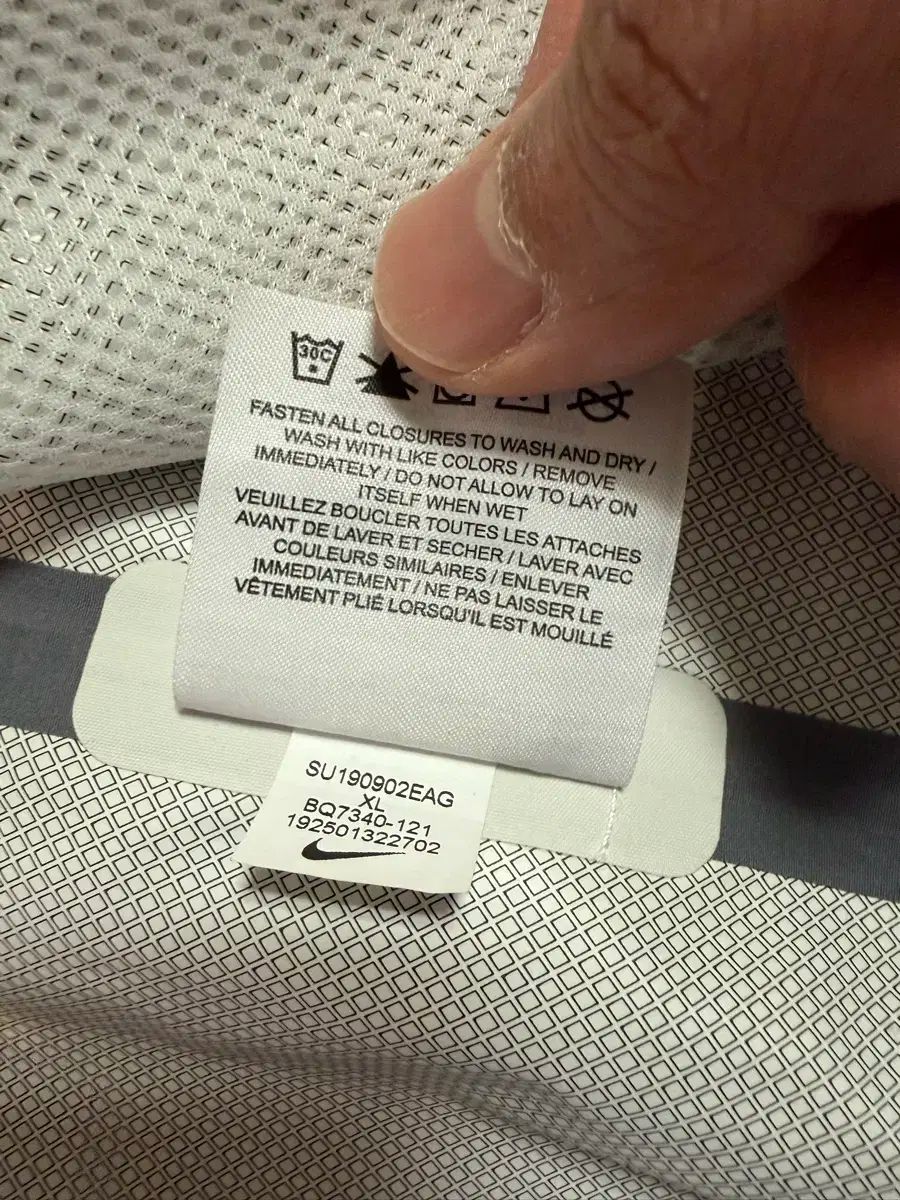 30C
FASTEN ALL CLOSURES TO WASH AND DRY /
WASH WITH LIKE COLORS / REMOVE
IMMEDIATELY / DO NOT ALLOW TO LAY ON
ITSELF WHEN WET
VEUILLEZ BOUCLER TOUTES LES ATTACHES
AVANT DE LAVER ET SECHER / LAVER AVEC
COULEURS SIMILAIRES / ENLEVER
IMMEDIATEMENT / NE PAS LAISSER LE
VÊTEMENT PLIÉ LORSQU'IL EST MOUILLÉ
SU190902EAG
XL
BQ7340-121
192501322702